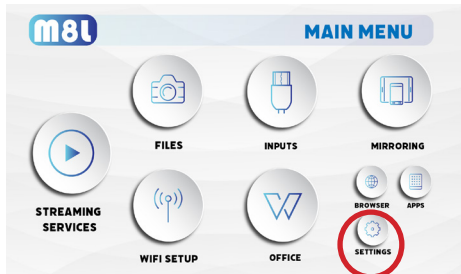 M8L
MAIN MENU
FILES
INPUTS
MIRRORING
STREAMING
SERVICES
BROWSER
APPS
WIFI SETUP
OFFICE
SETTINGS